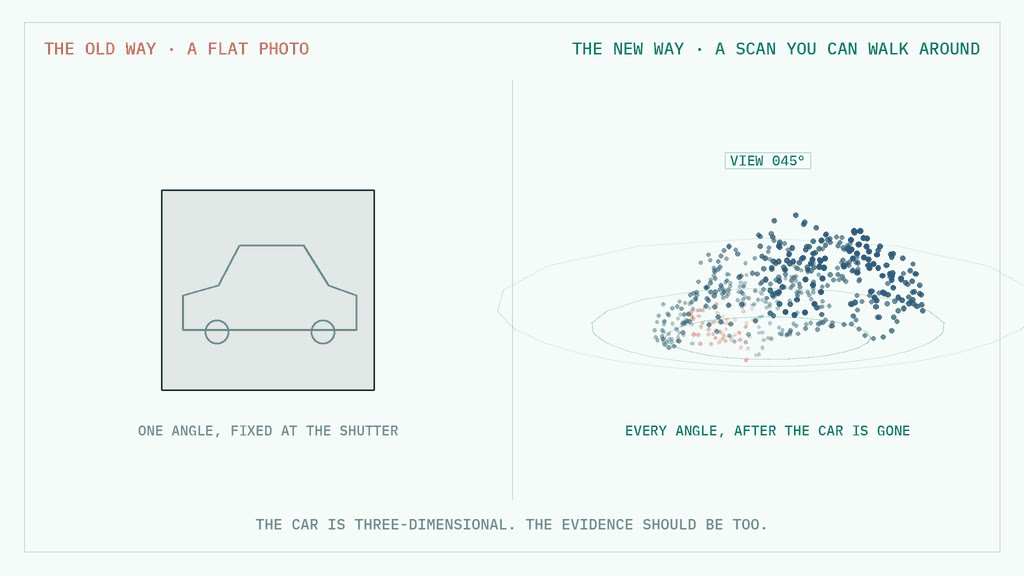 THE OLD WAY · A FLAT PHOTO
THE NEW WAY · A SCAN YOU CAN WALK AROUND
VIEW 045°
ONE ANGLE, FIXED AT THE SHUTTER
EVERY ANGLE, AFTER THE CAR IS GONE
THE CAR IS THREE-DIMENSIONAL. THE EVIDENCE SHOULD BE TOO.